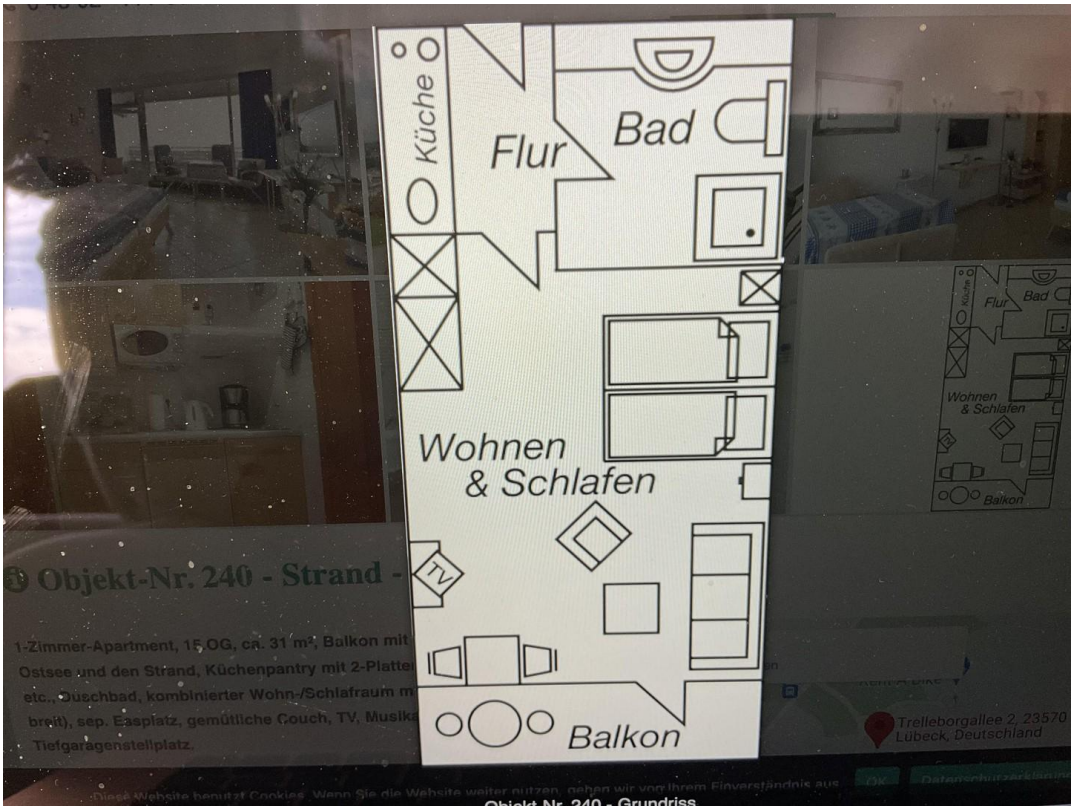 Küche
Flur
Bad
Wohnen
& Schlafen
TV
Balkon
Küche
Flur
Bad
Wohnen
& Schlafen
Balkon
Objekt-Nr. 240 - Strand -
1-Zimmer-Apartment, 15.OG, ca. 31 m², Balkon mit
Ostsee und den Strand, Küchenpantry mit 2-Platten
etc., Duschbad, kombinierter Wohn-/Schlafraum m
breit), sep. Essplatz, gemütliche Couch, TV, Musika
Tiefgaragenstellplatz.
Trelleborgallee 2, 23570
Lübeck, Deutschland
Diese Website benutzt Cookies. Wenn Sie die Website weiter nutzen, gehen wir von Ihrem Einverständnis aus
OK
Datenschutzerklärung
Objekt Nr. 240 - Grundriss